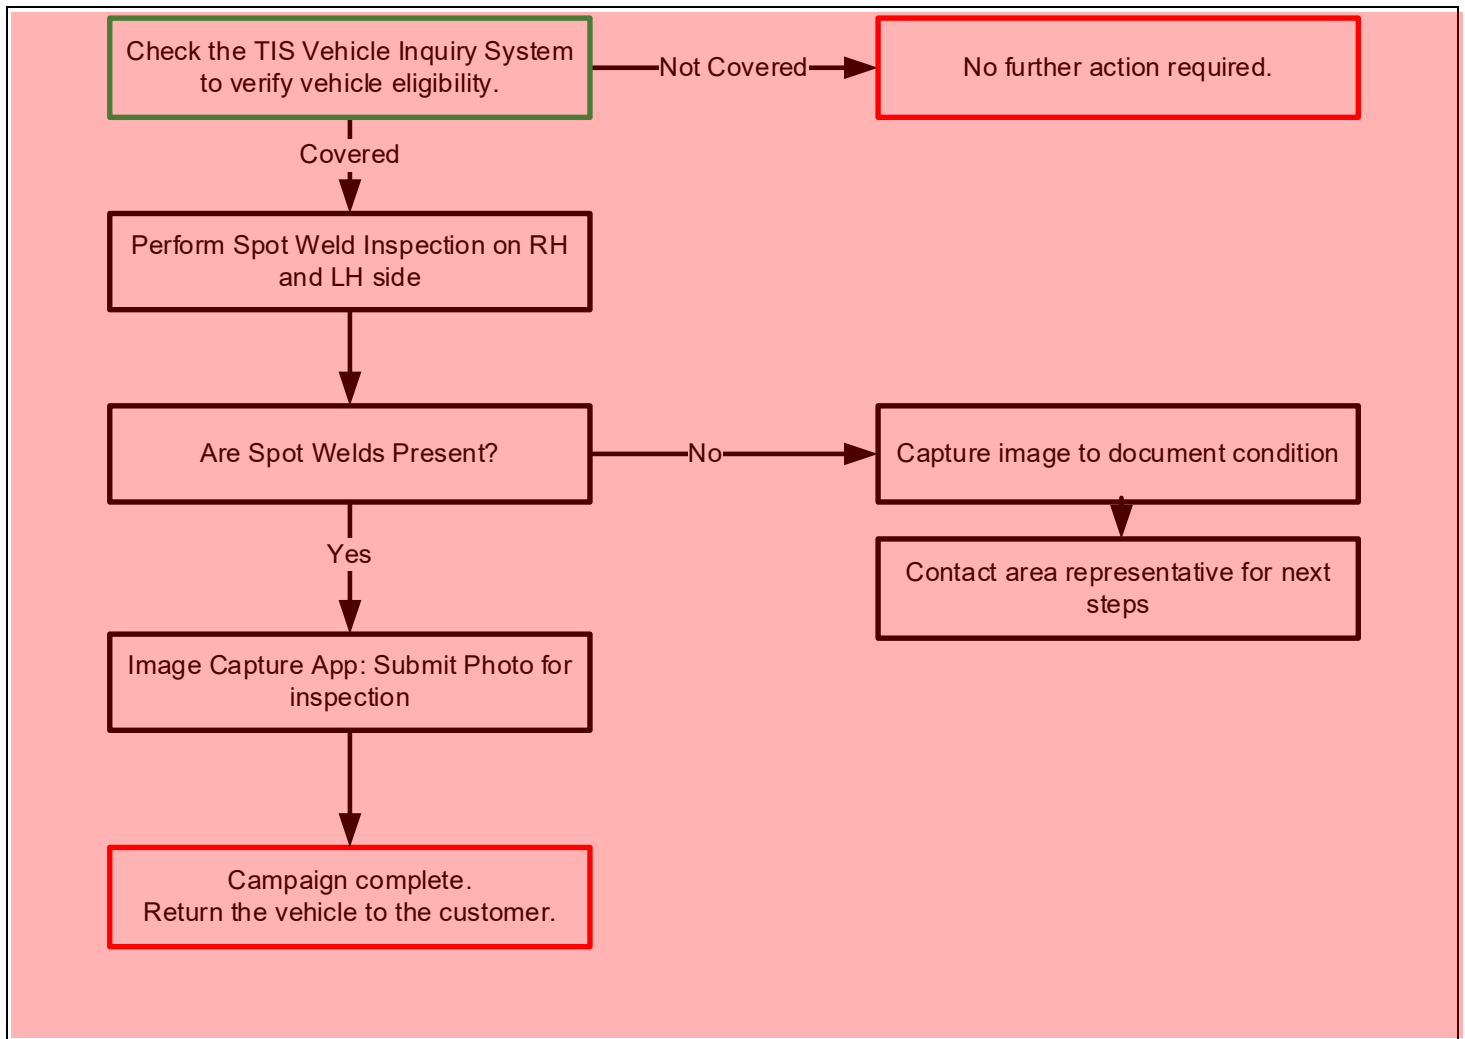 Check the TIS Vehicle Inquiry System
to verify vehicle eligibility.
Not Covered
No further action required.
Covered
Perform Spot Weld Inspection on RH
and LH side
Are Spot Welds Present?
No
Capture image to document condition
Yes
Contact area representative for next
steps
Image Capture App: Submit Photo for
inspection
Campaign complete.
Return the vehicle to the customer.